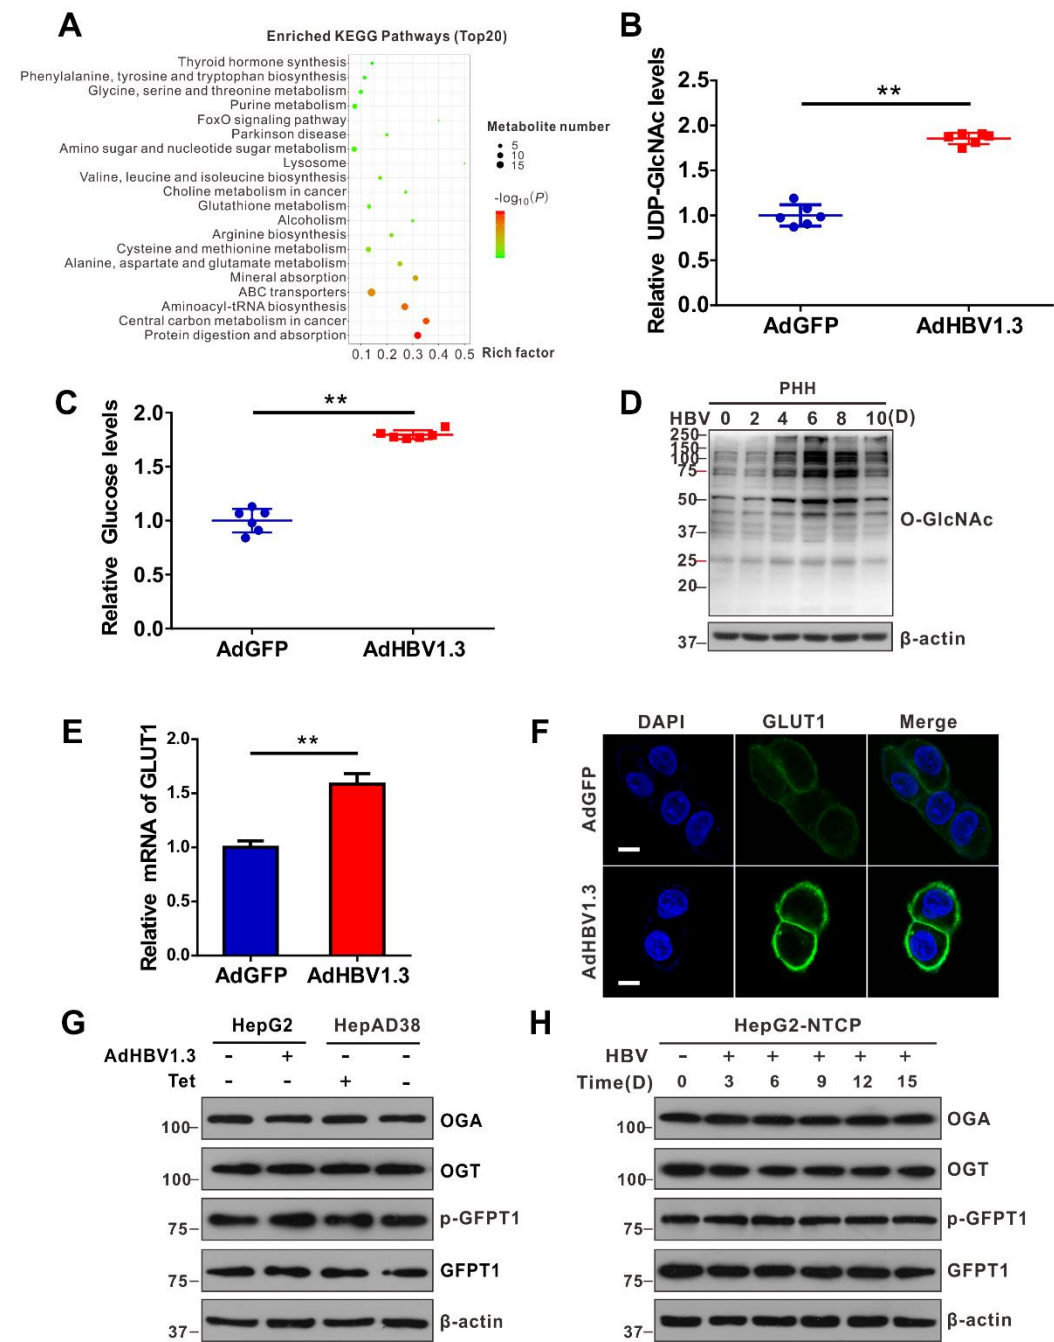 A
Enriched KEGG Pathways (Top20)
Thyroid hormone synthesis
Phenylalanine, tyrosine and tryptophan biosynthesis
Glycine, serine and threonine metabolism
Purine metabolism
FoxO signaling pathway
Parkinson disease
Amino sugar and nucleotide sugar metabolism
Lysosome
Valine, leucine and isoleucine biosynthesis
Choline metabolism in cancer
Glutathione metabolism
Alcoholism
Arginine biosynthesis
Cysteine and methionine metabolism
Alanine, aspartate and glutamate metabolism
Mineral absorption
ABC transporters
Aminoacyl-tRNA biosynthesis
Central carbon metabolism in cancer
Protein digestion and absorption
0.1 0.2 0.3 0.4 0.5 Rich factor
Metabolite number
5
10
15
-log10(P)
B
Relative UDP-GlcNAc levels
2.5
2.0
1.5
1.0
0.5
0.0
**
AdGFP AdHBV1.3
C
Relative Glucose levels
2.0
1.5
1.0
0.5
0.0
**
AdGFP AdHBV1.3
D
PHH
HBV 0 2 4 6 8 10(D)
250
150
100
75
50
37
25
20
O-GlcNAc
37
β-actin
E
Relative mRNA of GLUT1
2.0
1.5
1.0
0.5
0.0
**
AdGFP AdHBV1.3
F
DAPI GLUT1 Merge
AdGFP
AdHBV1.3
G
HepG2 HepAD38
AdHBV1.3 - + - -
Tet - - + -
100 OGA
100 OGT
75 p-GFPT1
75 GFPT1
37 β-actin
H
HepG2-NTCP
HBV - + + + + +
Time(D) 0 3 6 9 12 15
100 OGA
100 OGT
75 p-GFPT1
75 GFPT1
37 β-actin